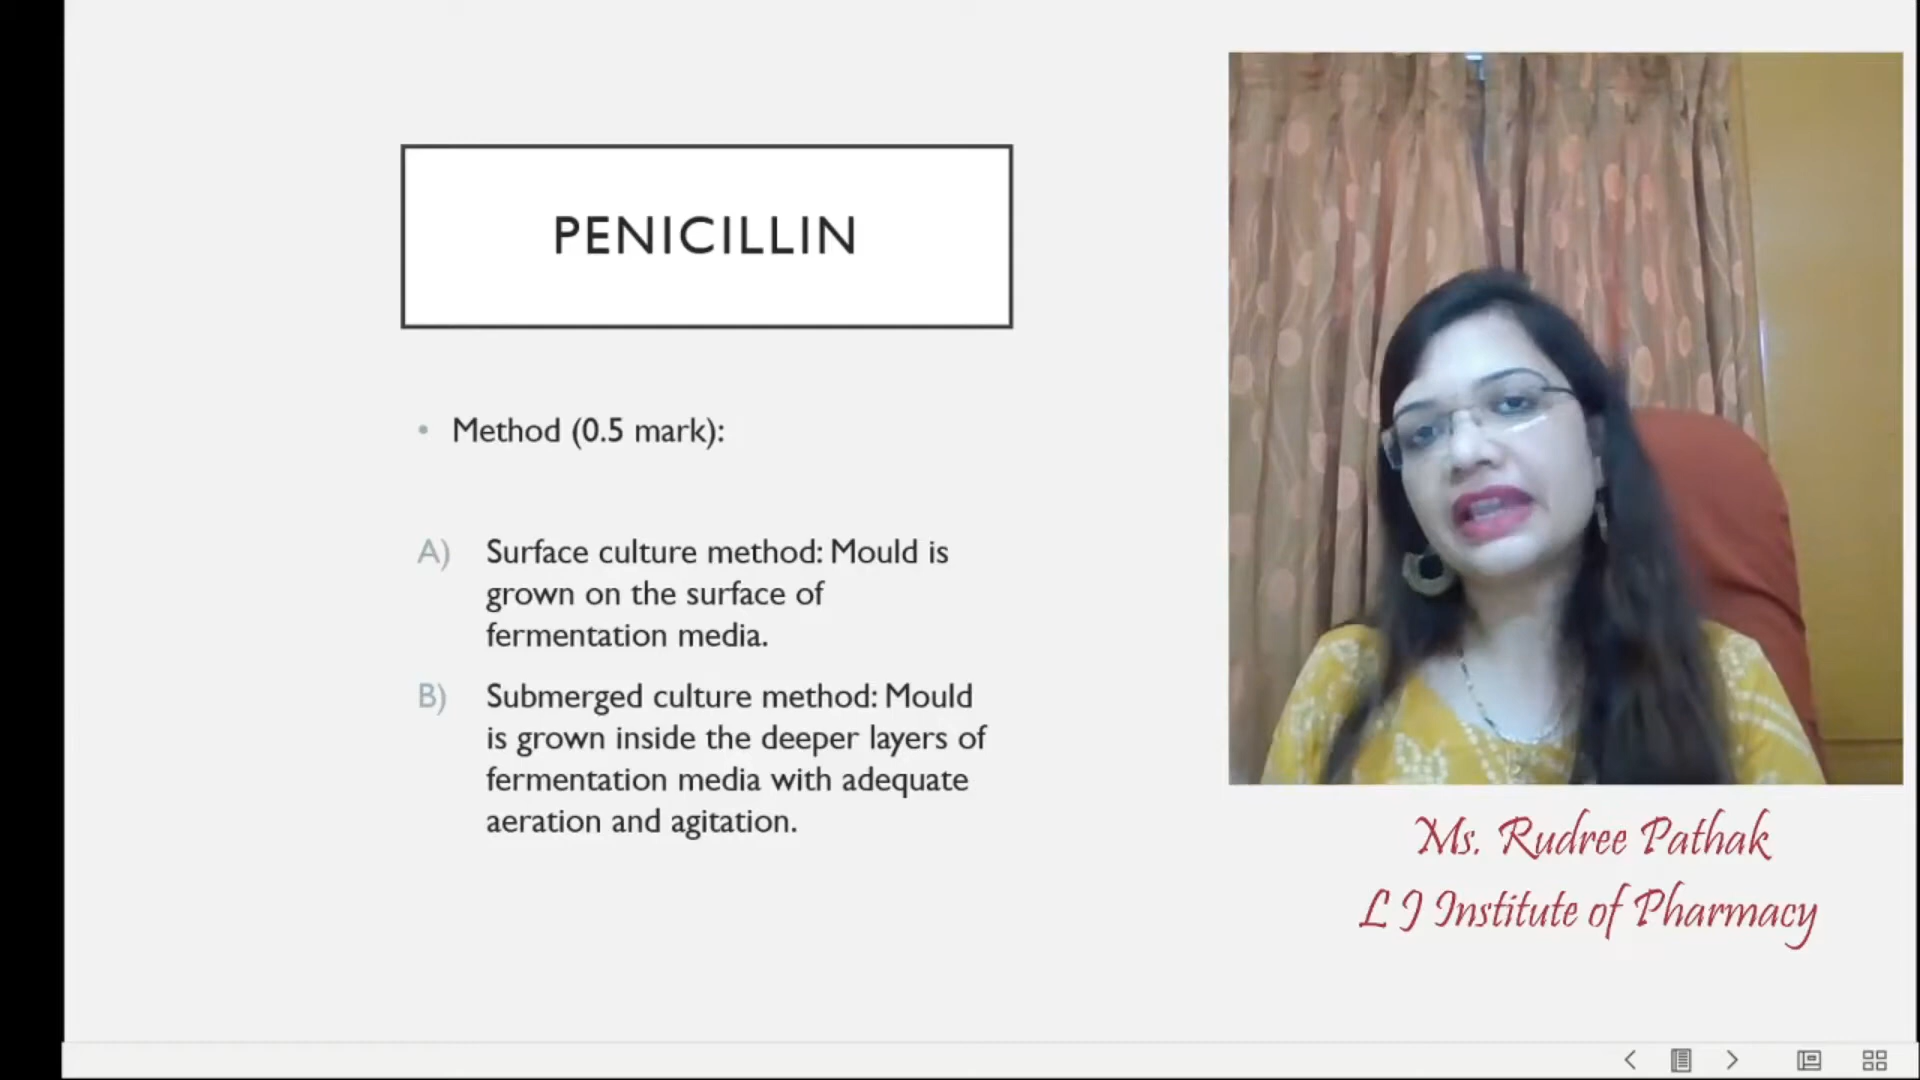 PENICILLIN
• Method (0.5 mark):
A) Surface culture method: Mould is
grown on the surface of
fermentation media.
B) Submerged culture method: Mould
is grown inside the deeper layers of
fermentation media with adequate
aeration and agitation.
Ms. Rudree Pathak
L J Institute of Pharmacy